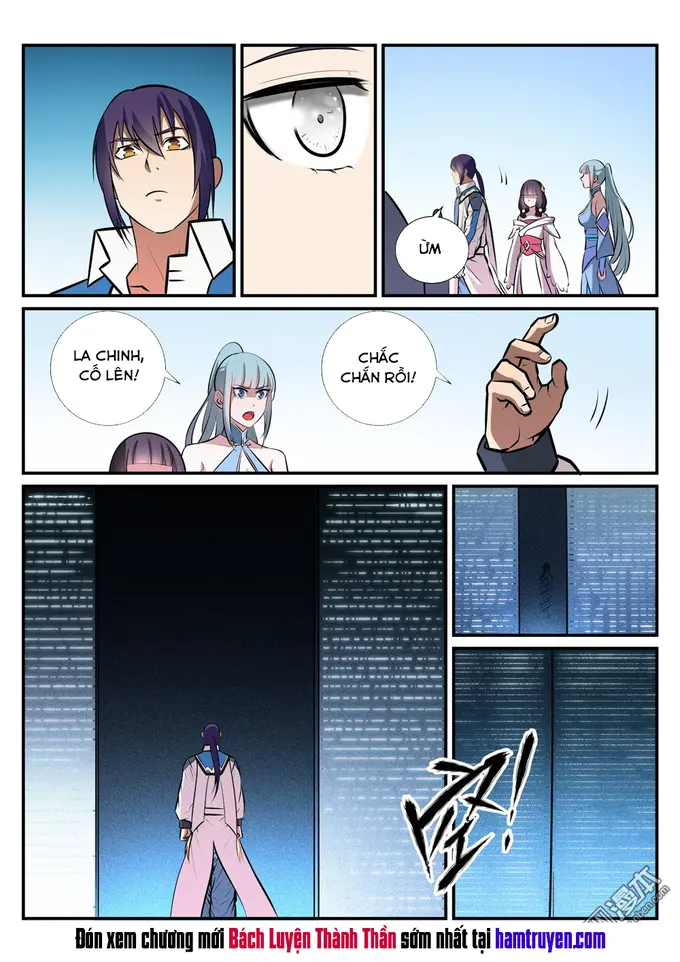 ỪM
LA CHINH,
CỐ LÊN!
CHẮC
CHẮN RỒI!
Đón xem chương mới Bách Luyện Thành Thần sớm nhất tại hamtruyen.com